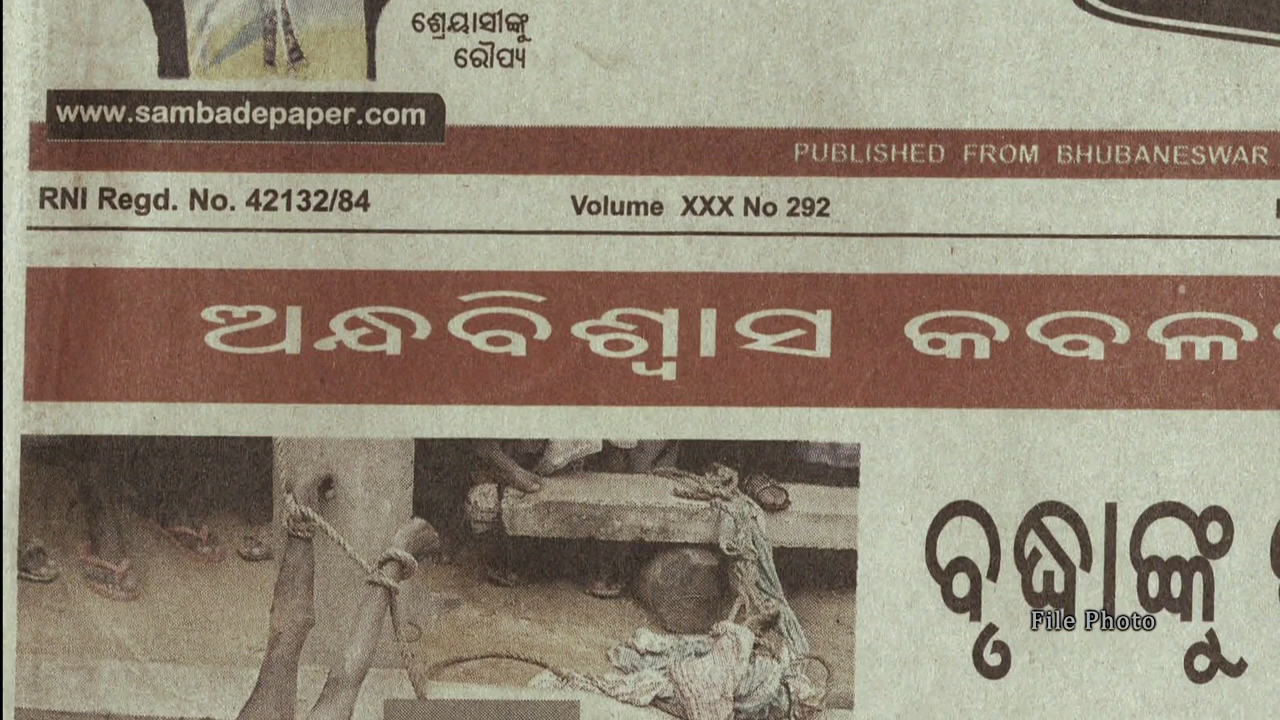 ଶ୍ରେୟାସୀଙ୍କୁ
ରୌପ୍ୟ
www.sambadepaper.com
PUBLISHED FROM BHUBANESWAR
RNI Regd. No. 42132/84 Volume XXX No 292
ଅନ୍ଧବିଶ୍ୱାସ କବଳ
ବୃଦ୍ଧାଙ୍କୁ
File Photo